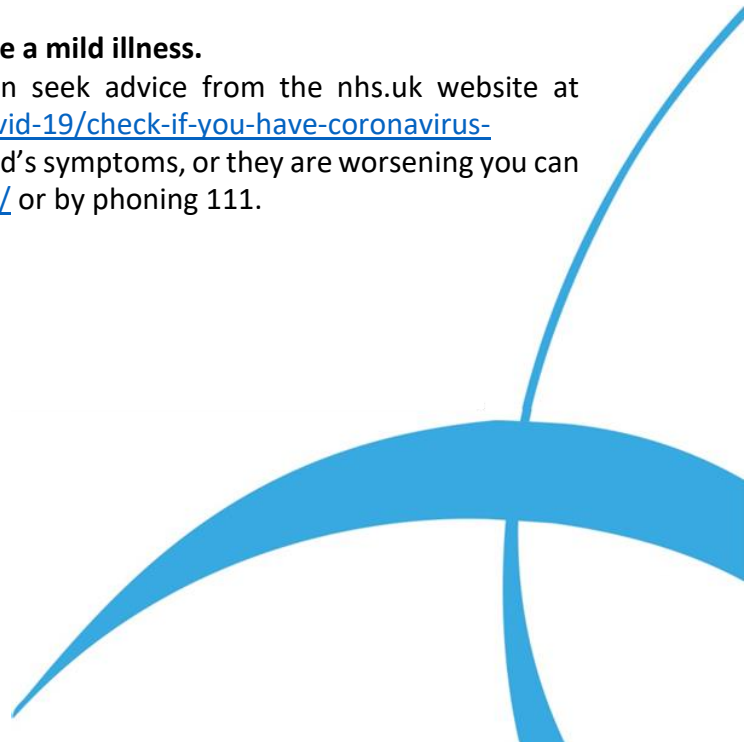 e a mild illness.
n seek advice from the nhs.uk website at
vid-19/check-if-you-have-coronavirus-
d's symptoms, or they are worsening you can
/ or by phoning 111.